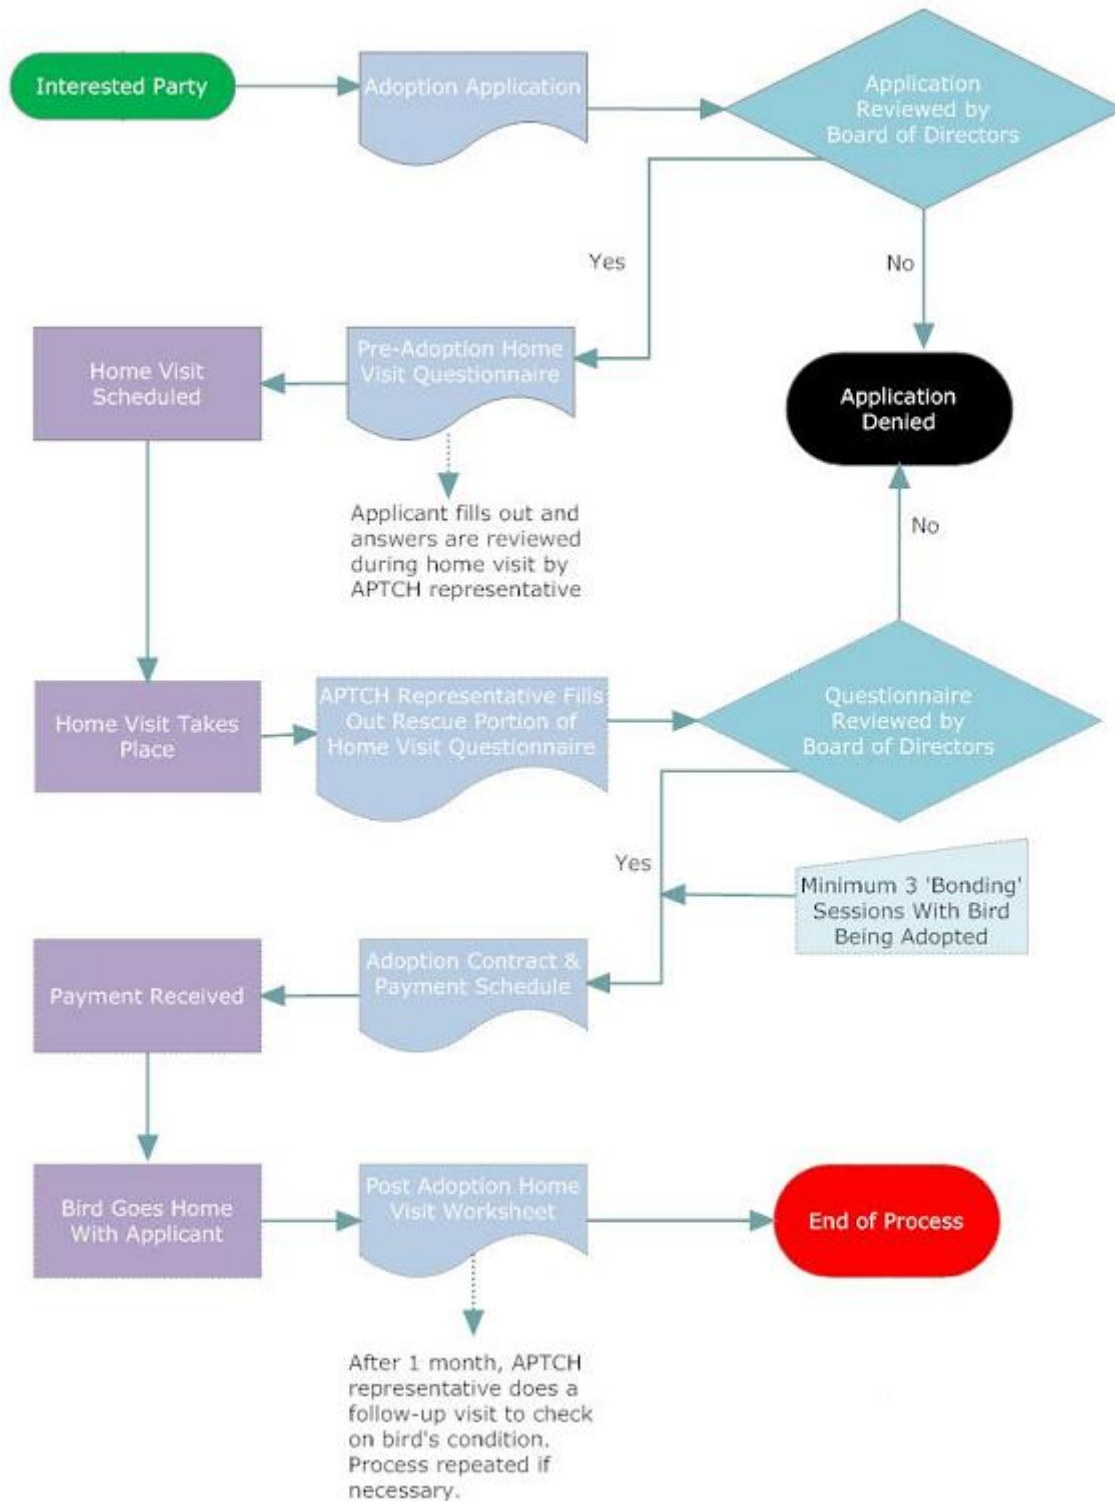 Interested Party
Adoption Application
Application
Reviewed by
Board of Directors
Yes
No
Home Visit
Scheduled
Pre-Adoption Home
Visit Questionnaire
Application
Denied
Applicant fills out and
answers are reviewed
during home visit by
APTCH representative
No
Home Visit Takes
Place
APTCH Representative Fills
Out Rescue Portion of
Home Visit Questionnaire
Questionnaire
Reviewed by
Board of Directors
Yes
Minimum 3 'Bonding'
Sessions With Bird
Being Adopted
Payment Received
Adoption Contract &
Payment Schedule
Bird Goes Home
With Applicant
Post Adoption Home
Visit Worksheet
End of Process
After 1 month, APTCH
representative does a
follow-up visit to check
on bird's condition.
Process repeated if
necessary.